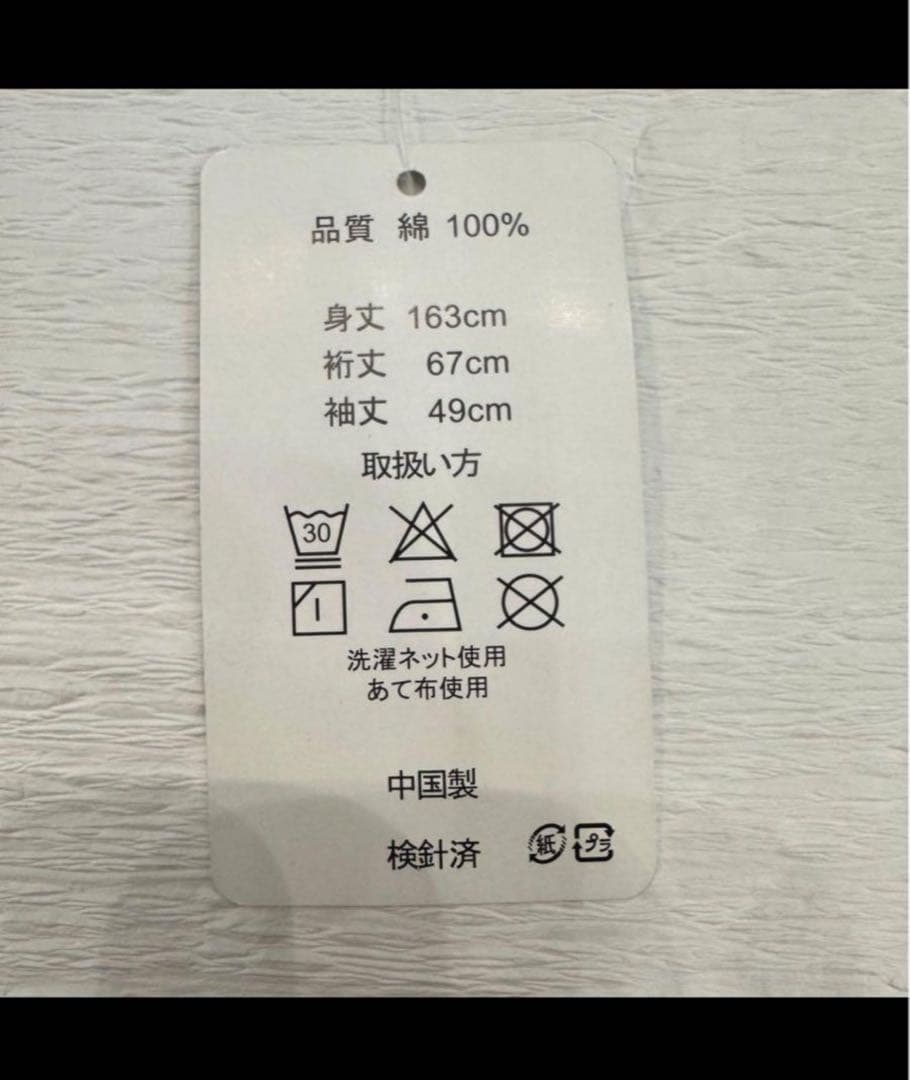 品質 綿 100%
身丈 163cm
裄丈 67cm
袖丈 49cm
取扱い方
30
洗濯ネット使用
あて布使用
中国製
検針済 紙 プラ